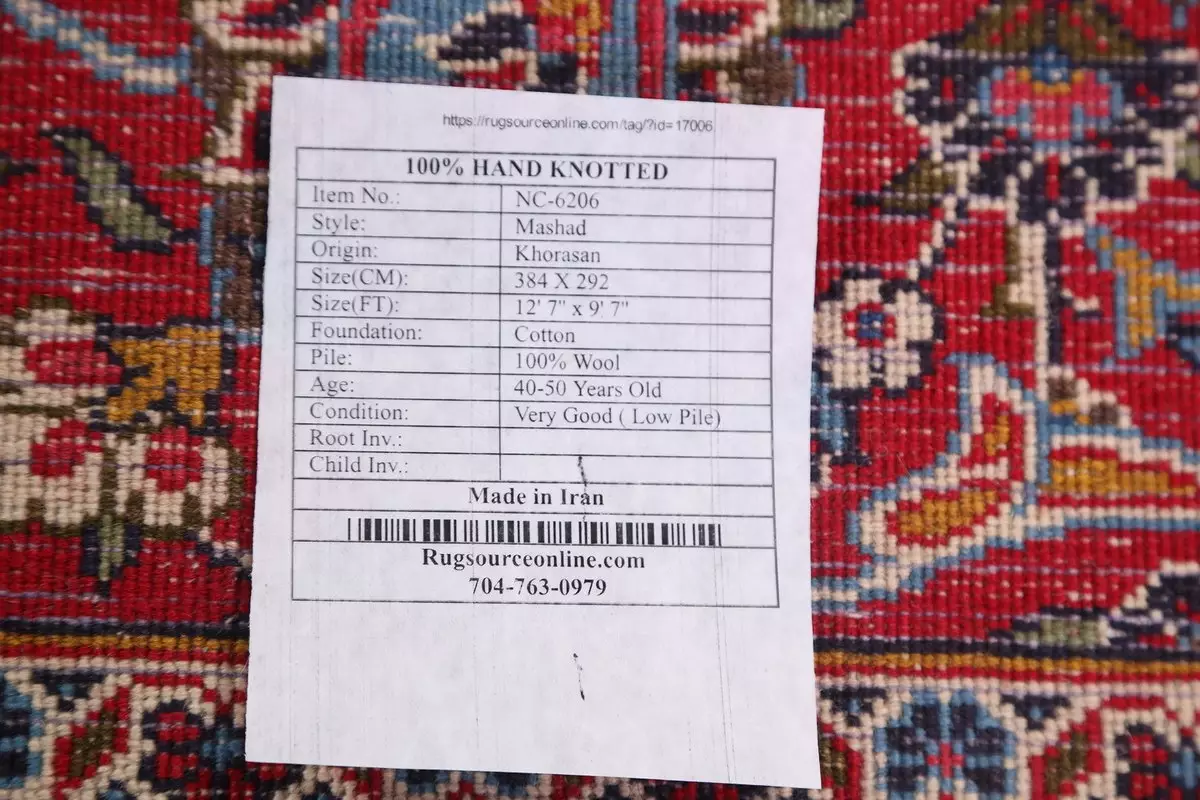 https://rugsourceonline.com/tag/?id=17006
100% HAND KNOTTED
Item No.: NC-6206
Style: Mashad
Origin: Khorasan
Size(CM): 384 X 292
Size(FT): 12' 7" x 9' 7"
Foundation: Cotton
Pile: 100% Wool
Age: 40-50 Years Old
Condition: Very Good ( Low Pile)
Root Inv.:
Child Inv.:
Made in Iran
Rugsourceonline.com
704-763-0979